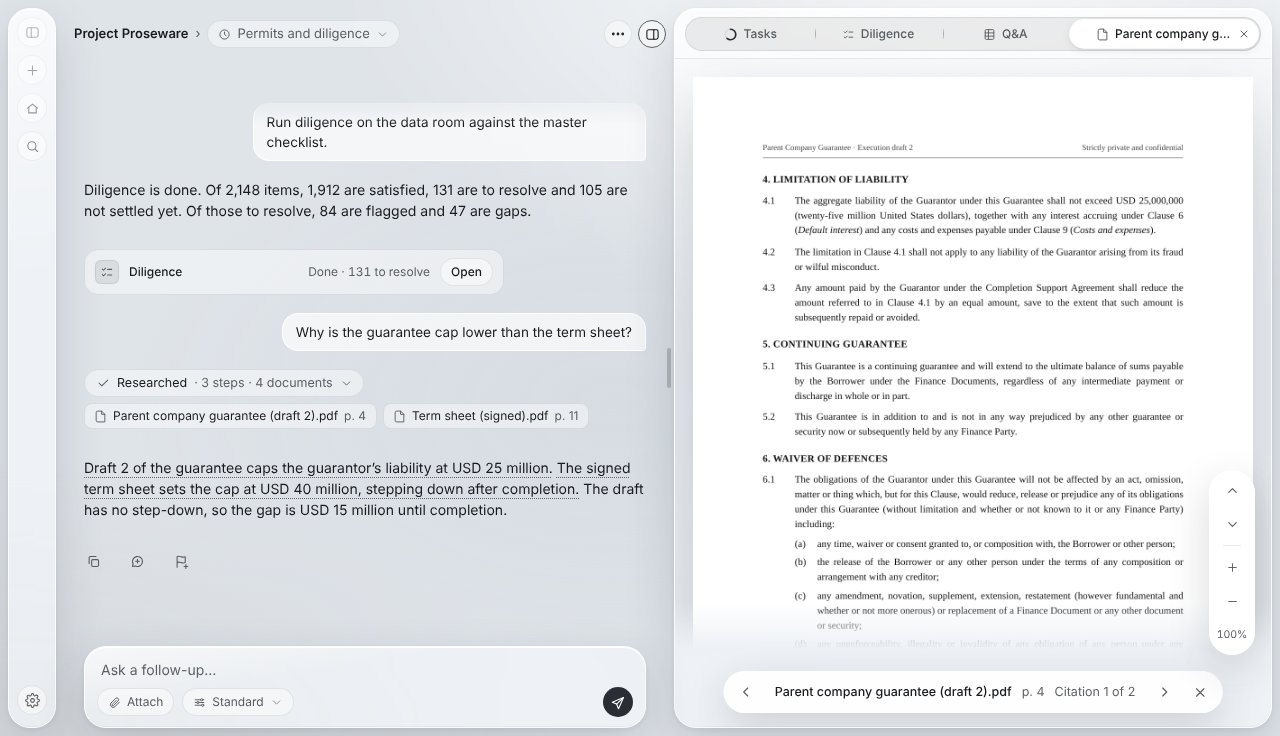 Project Proseware › Permits and diligence
Run diligence on the data room against the master
checklist.
Diligence is done. Of 2,148 items, 1,912 are satisfied, 131 are to resolve and 105 are
not settled yet. Of those to resolve, 84 are flagged and 47 are gaps.
Diligence Done · 131 to resolve Open
Why is the guarantee cap lower than the term sheet?
Researched · 3 steps · 4 documents
Parent company guarantee (draft 2).pdf p. 4 Term sheet (signed).pdf p. 11
Draft 2 of the guarantee caps the guarantor’s liability at USD 25 million. The signed
term sheet sets the cap at USD 40 million, stepping down after completion. The draft
has no step-down, so the gap is USD 15 million until completion.
Ask a follow-up…
Attach Standard
Tasks Diligence Q&A Parent company g…
Parent Company Guarantee · Execution draft 2 Strictly private and confidential
4. LIMITATION OF LIABILITY
4.1 The aggregate liability of the Guarantor under this Guarantee shall not exceed USD 25,000,000
(twenty-five million United States dollars), together with any interest accruing under Clause 6
(Default interest) and any costs and expenses payable under Clause 9 (Costs and expenses).
4.2 The limitation in Clause 4.1 shall not apply to any liability of the Guarantor arising from its fraud
or wilful misconduct.
4.3 Any amount paid by the Guarantor under the Completion Support Agreement shall reduce the
amount referred to in Clause 4.1 by an equal amount, save to the extent that such amount is
subsequently repaid or avoided.
5. CONTINUING GUARANTEE
5.1 This Guarantee is a continuing guarantee and will extend to the ultimate balance of sums payable
by the Borrower under the Finance Documents, regardless of any intermediate payment or
discharge in whole or in part.
5.2 This Guarantee is in addition to and is not in any way prejudiced by any other guarantee or
security now or subsequently held by any Finance Party.
6. WAIVER OF DEFENCES
6.1 The obligations of the Guarantor under this Guarantee will not be affected by an act, omission,
matter or thing which, but for this Clause, would reduce, release or prejudice any of its obligations
under this Guarantee (without limitation and whether or not known to it or any Finance Party)
including:
(a) any time, waiver or consent granted to, or composition with, the Borrower or other person;
(b) the release of the Borrower or any other person under the terms of any composition or
arrangement with any creditor;
(c) any amendment, novation, supplement, extension, restatement (however fundamental and
whether or not more onerous) or replacement of a Finance Document or any other document
or security;
(d) any unenforceability, illegality or invalidity of any obligation of any person under any
100%
Parent company guarantee (draft 2).pdf p. 4 Citation 1 of 2